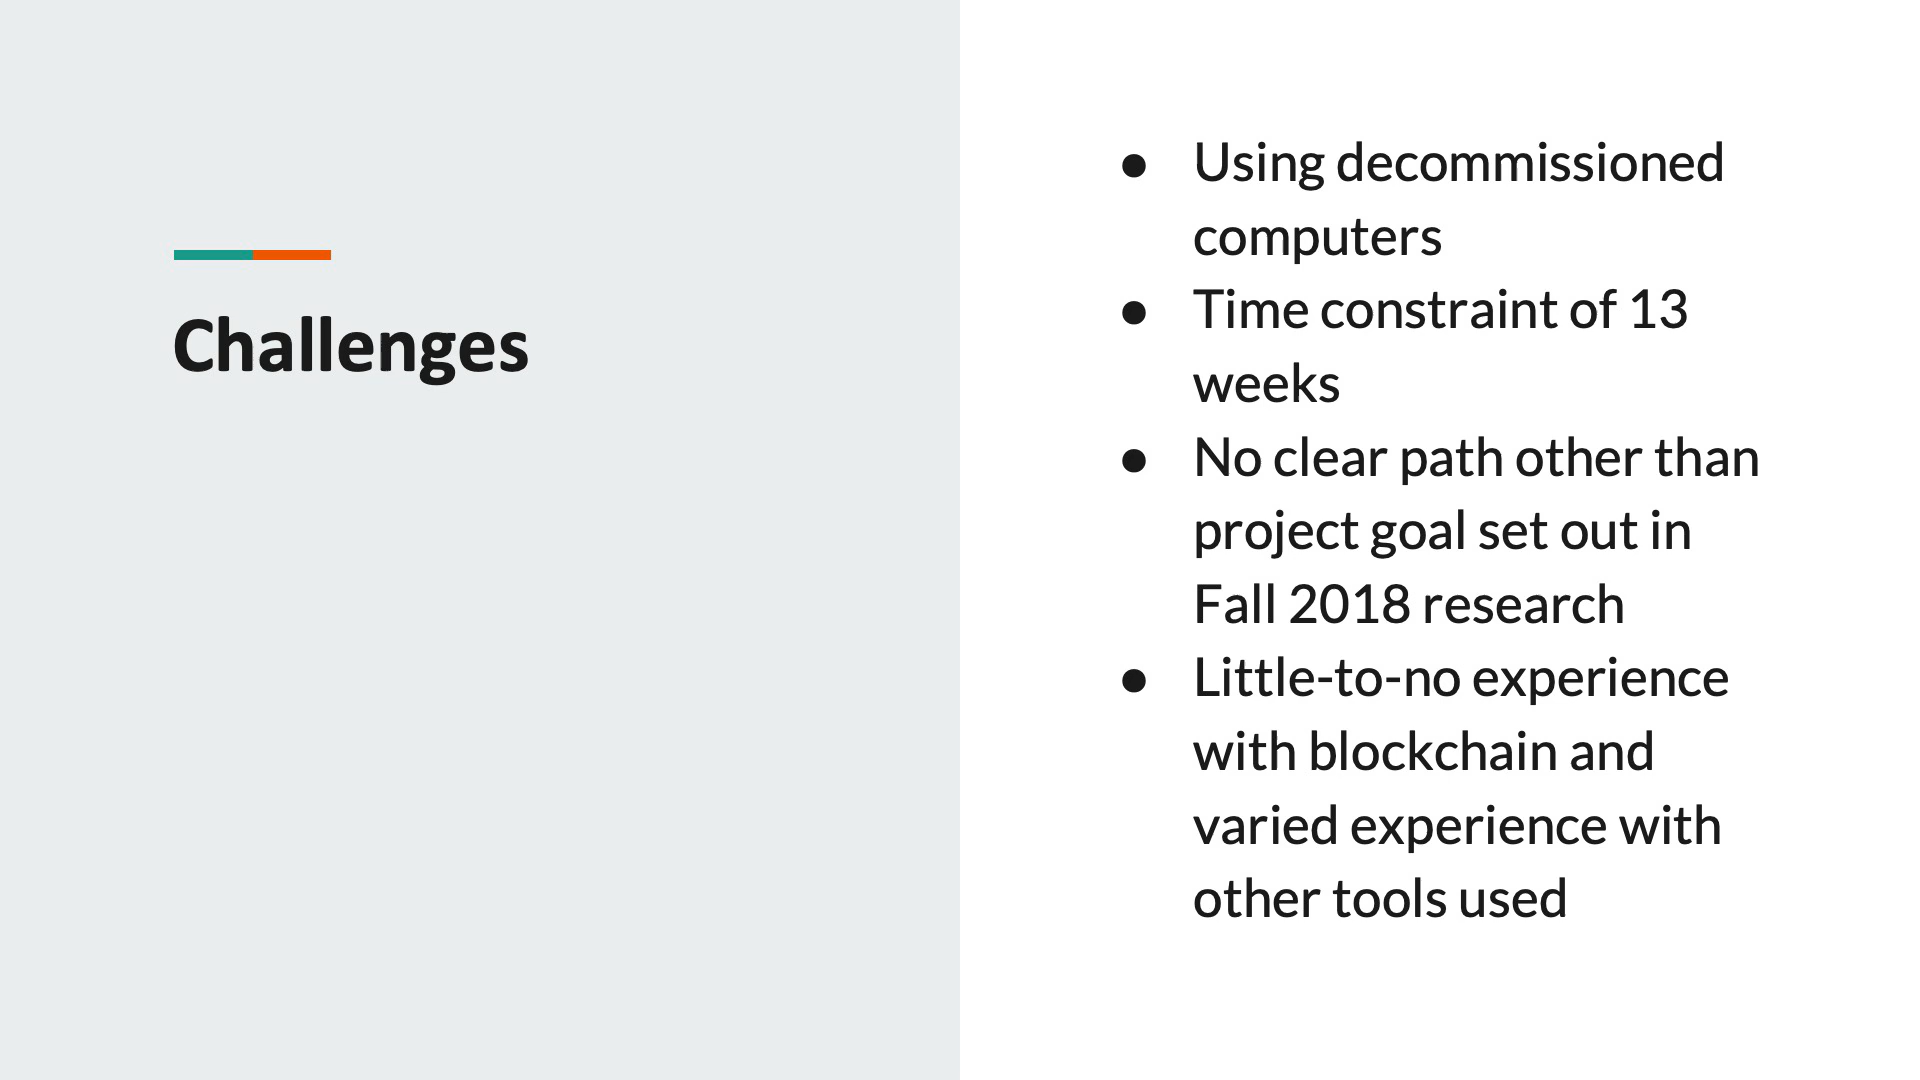 Challenges
● Using decommissioned
computers
● Time constraint of 13
weeks
● No clear path other than
project goal set out in
Fall 2018 research
● Little-to-no experience
with blockchain and
varied experience with
other tools used